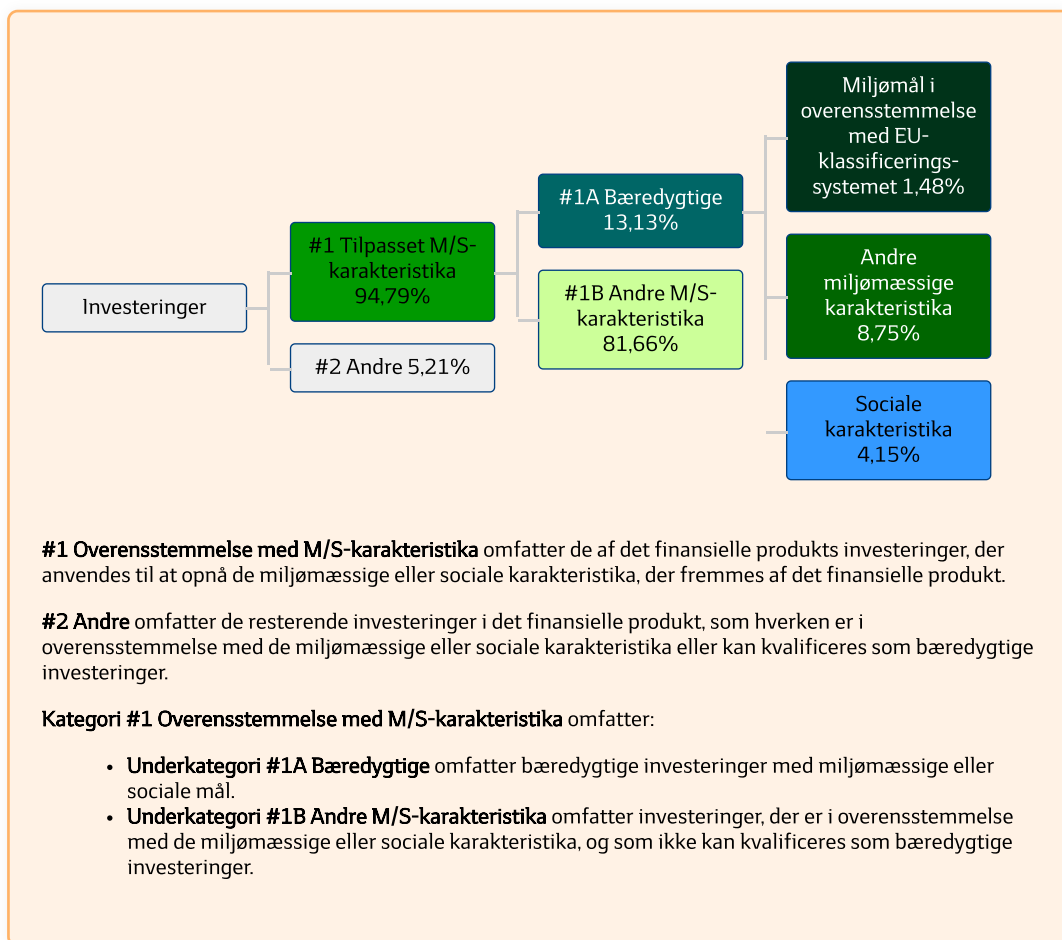 Investeringer
#1 Tilpasset M/S-
karakteristika
94,79%
#2 Andre 5,21%
#1A Bæredygtige
13,13%
#1B Andre M/S-
karakteristika
81,66%
Miljømål i
overensstemmelse
med EU-
klassificerings-
systemet 1,48%
Andre
miljømæssige
karakteristika
8,75%
Sociale
karakteristika
4,15%
#1 Overensstemmelse med M/S-karakteristika omfatter de af det finansielle produkts investeringer, der
anvendes til at opnå de miljømæssige eller sociale karakteristika, der fremmes af det finansielle produkt.
#2 Andre omfatter de resterende investeringer i det finansielle produkt, som hverken er i
overensstemmelse med de miljømæssige eller sociale karakteristika eller kan kvalificeres som bæredygtige
investeringer.
Kategori #1 Overensstemmelse med M/S-karakteristika omfatter:
• Underkategori #1A Bæredygtige omfatter bæredygtige investeringer med miljømæssige eller
sociale mål.
• Underkategori #1B Andre M/S-karakteristika omfatter investeringer, der er i overensstemmelse
med de miljømæssige eller sociale karakteristika, og som ikke kan kvalificeres som bæredygtige
investeringer.